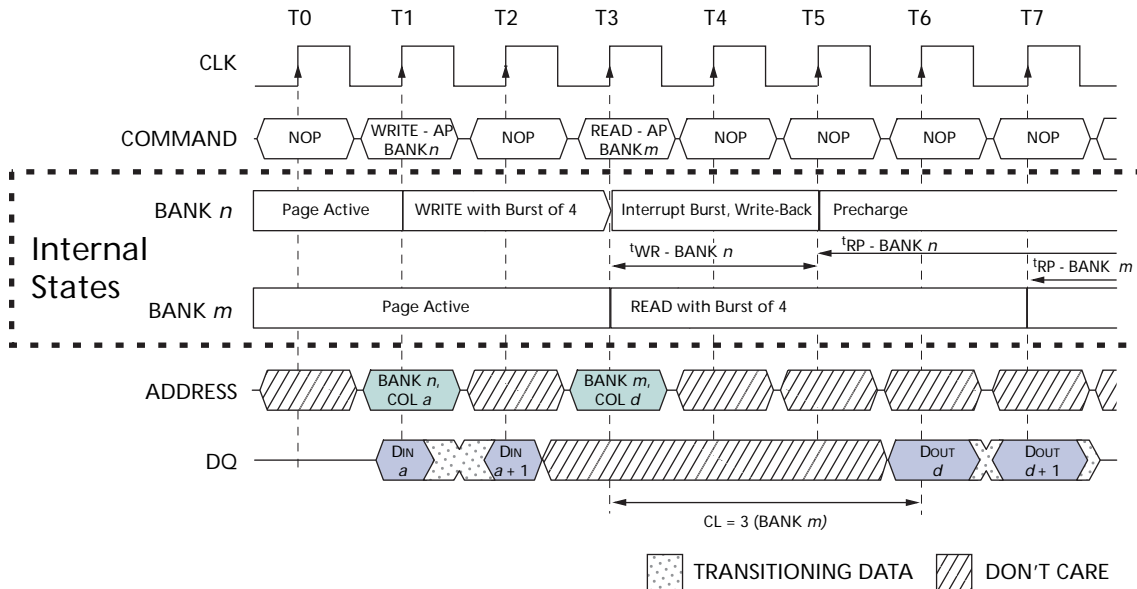 T0 T1 T2 T3 T4 T5 T6 T7
CLK
COMMAND
NOP
WRITE - AP
BANK n
NOP
READ - AP
BANK m
NOP
NOP
NOP
NOP
Internal
States
BANK n
Page Active
WRITE with Burst of 4
Interrupt Burst, Write-Back
Precharge
tWR - BANK n
tRP - BANK n
tRP - BANK m
BANK m
Page Active
READ with Burst of 4
ADDRESS
BANK n,
COL a
BANK m,
COL d
DQ
DIN
a
DIN
a + 1
DOUT
d
DOUT
d + 1
CL = 3 (BANK m)
TRANSITIONING DATA
DON'T CARE